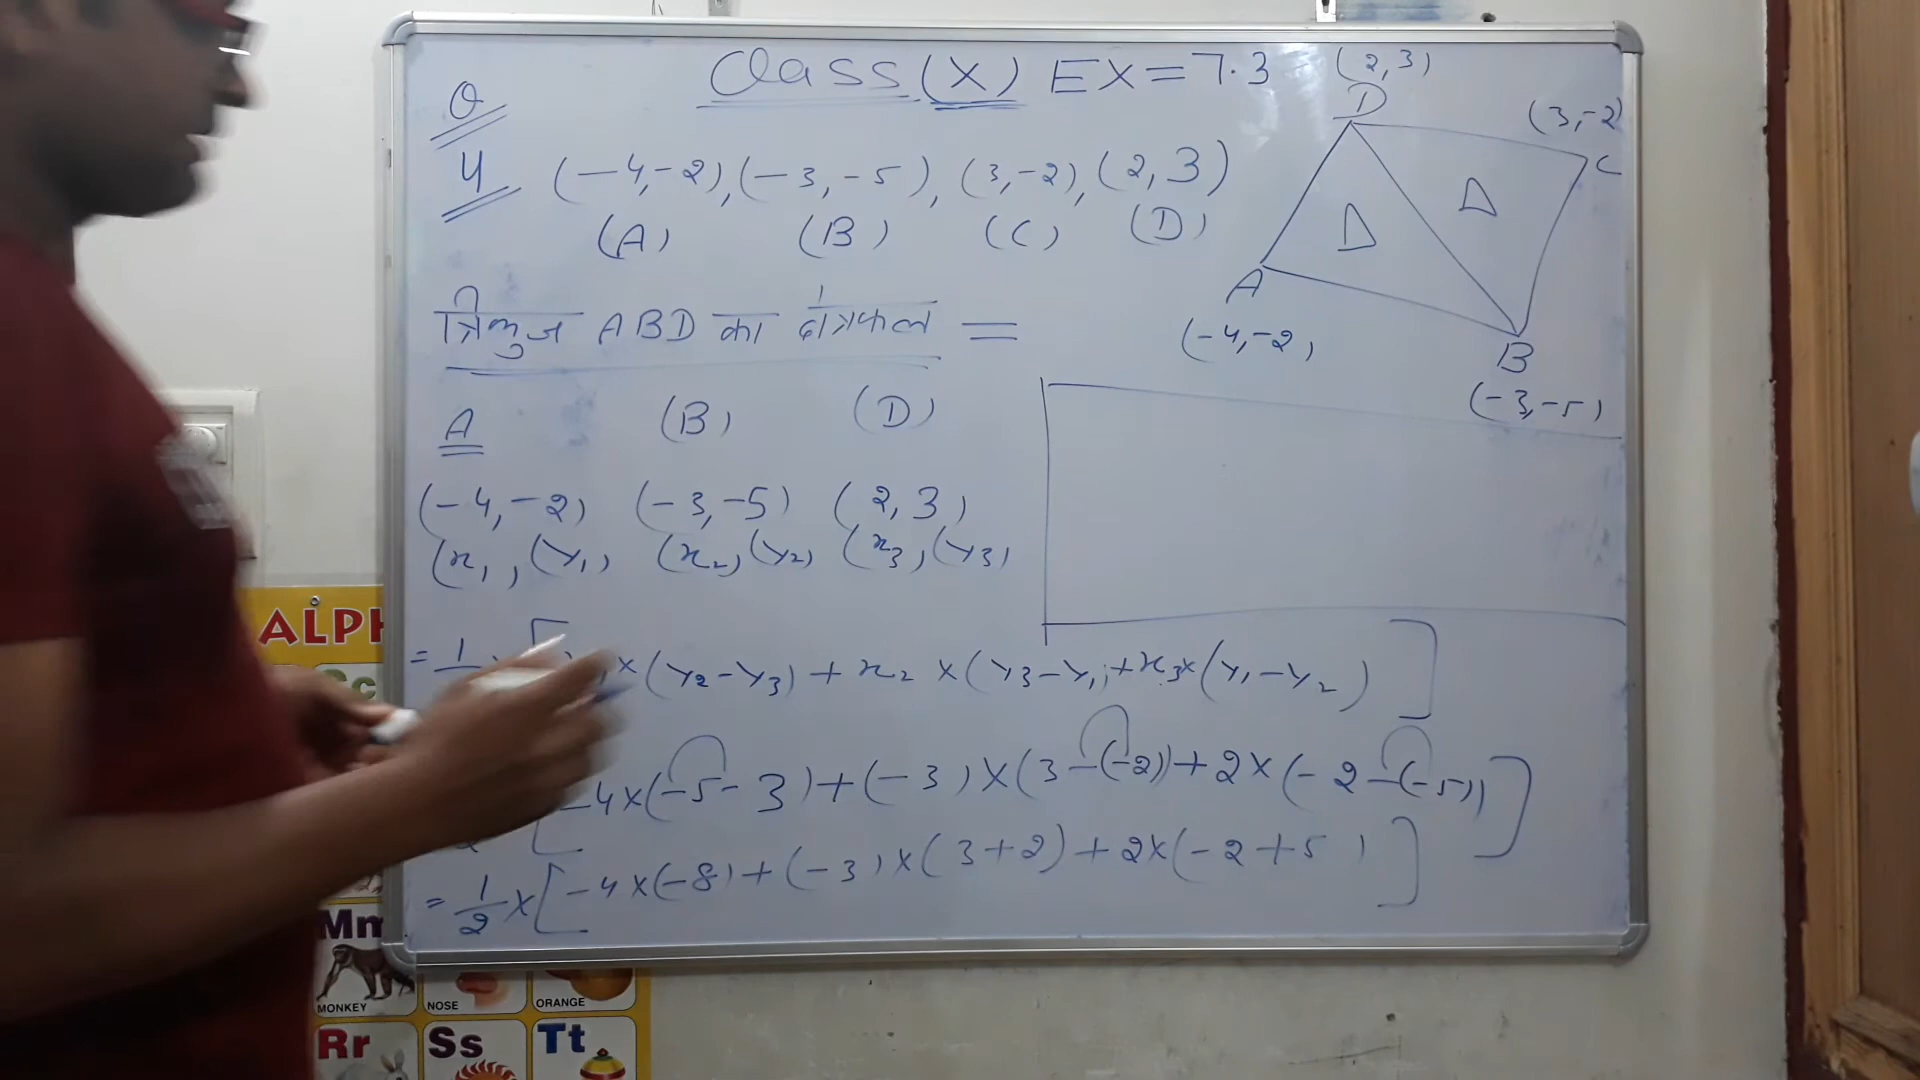 Class (X) EX = 7.3
Q
4
(-4,-2), (-3,-5), (3,-2), (2,3)
(A) (B) (C) (D)
(2,3)
D
(3,-2)
C
A
(-4,-2)
B
(-3,-5)
Δ Δ
त्रिभुज ABD का क्षेत्रफल =
A (B) (D)
(-4,-2) (-3,-5) (2,3)
(x₁, (y₁) (x₂) (y₂) (x₃, (y₃)
= 1 × (y₂-y₃) + x₂ × (y₃-y₁) + x₃ × (y₁-y₂)]
[-4×(-5-3) + (-3)×(3-(-2)) + 2×(-2-(-5))]
= 1/2 × [-4×(-8) + (-3)×(3+2) + 2×(-2+5)]
ALPH
Mm
MONKEY
NOSE
ORANGE
Rr Ss Tt